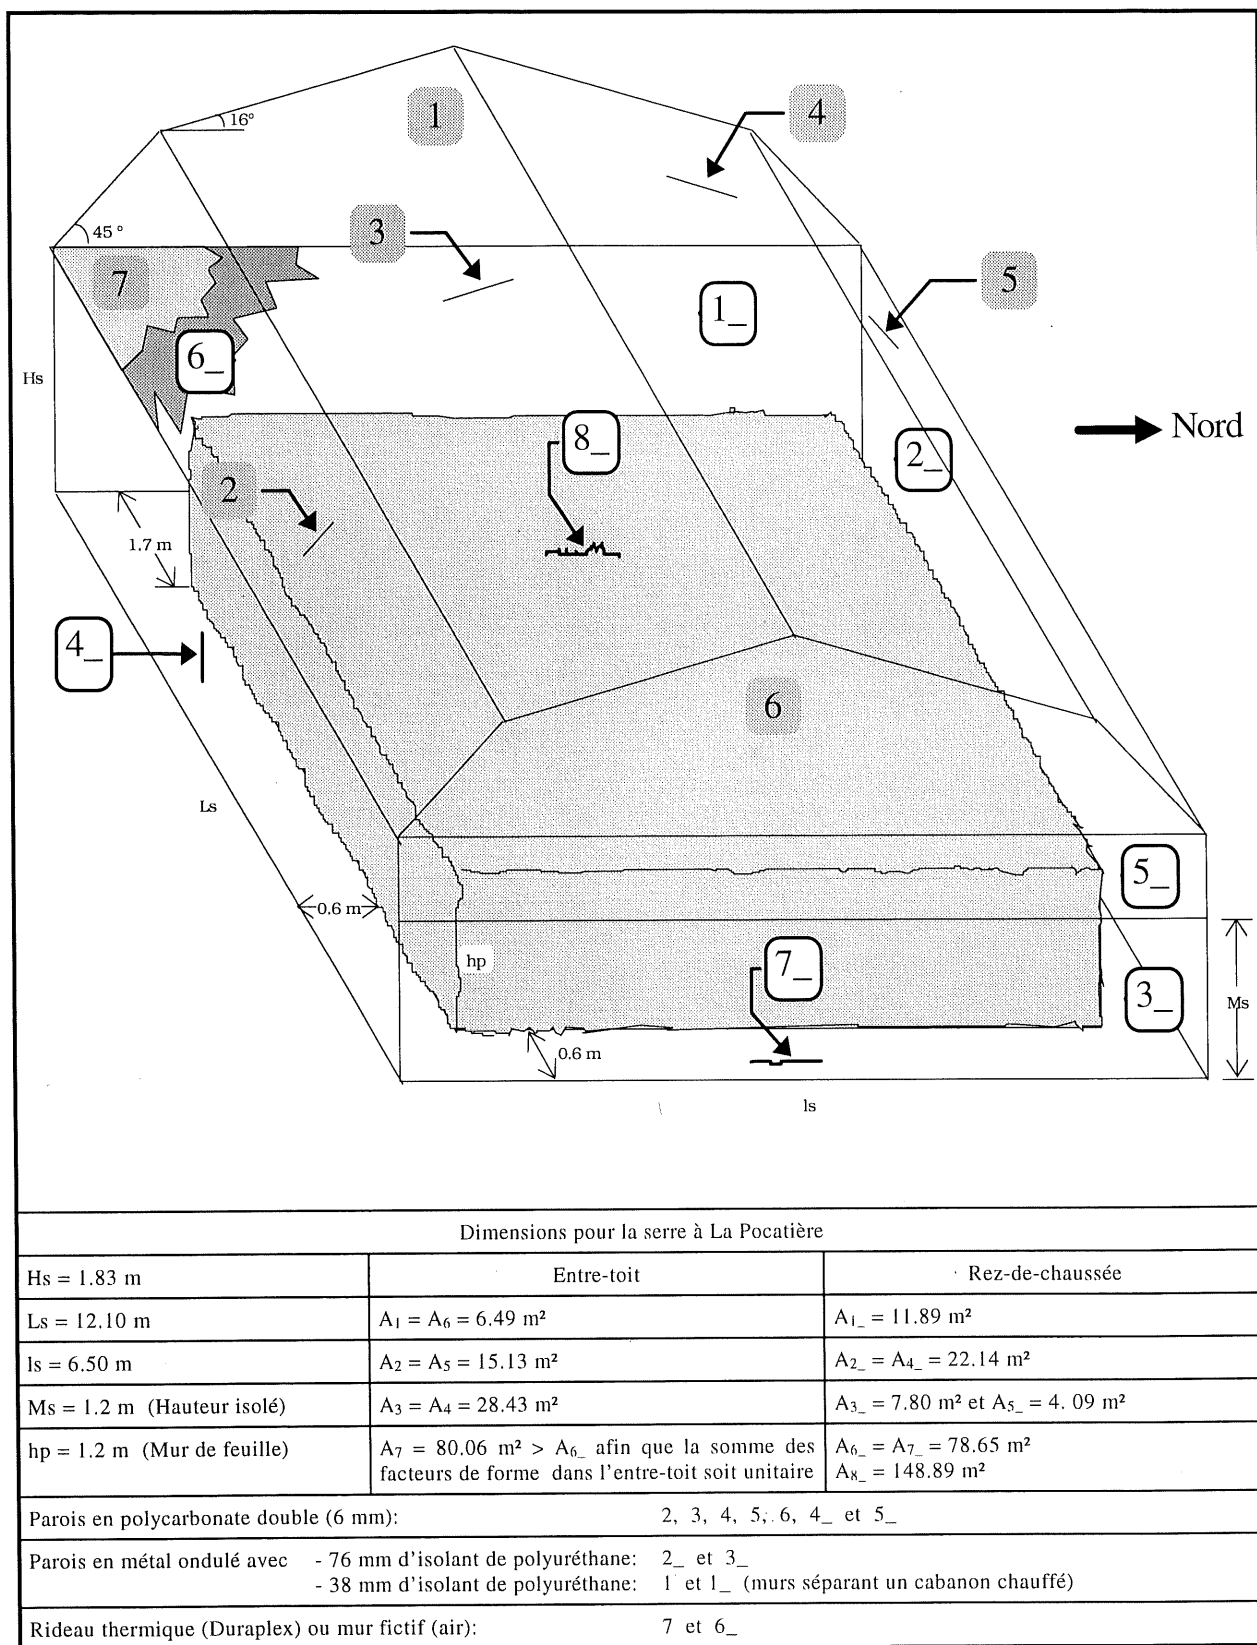 1
4
16°
45 °
3
5
7
1_
6_
Hs
Nord
8_
2_
2
1.7 m
4_
6
Ls
5_
0.6 m
hp
7_
3_
Ms
0.6 m
ls
Dimensions pour la serre à La Pocatière
Hs = 1.83 m
Entre-toit
Rez-de-chaussée
Ls = 12.10 m
A₁ = A₆ = 6.49 m²
A₁_ = 11.89 m²
ls = 6.50 m
A₂ = A₅ = 15.13 m²
A₂_ = A₄_ = 22.14 m²
Ms = 1.2 m (Hauteur isolé)
A₃ = A₄ = 28.43 m²
A₃_ = 7.80 m² et A₅_ = 4. 09 m²
hp = 1.2 m (Mur de feuille)
A₇ = 80.06 m² > A₆_ afin que la somme des
facteurs de forme dans l'entre-toit soit unitaire
A₆_ = A₇_ = 78.65 m²
A₈_ = 148.89 m²
Parois en polycarbonate double (6 mm): 2, 3, 4, 5, 6, 4_ et 5_
Parois en métal ondulé avec - 76 mm d'isolant de polyuréthane: 2_ et 3_
- 38 mm d'isolant de polyuréthane: 1 et 1_ (murs séparant un cabanon chauffé)
Rideau thermique (Duraplex) ou mur fictif (air): 7 et 6_